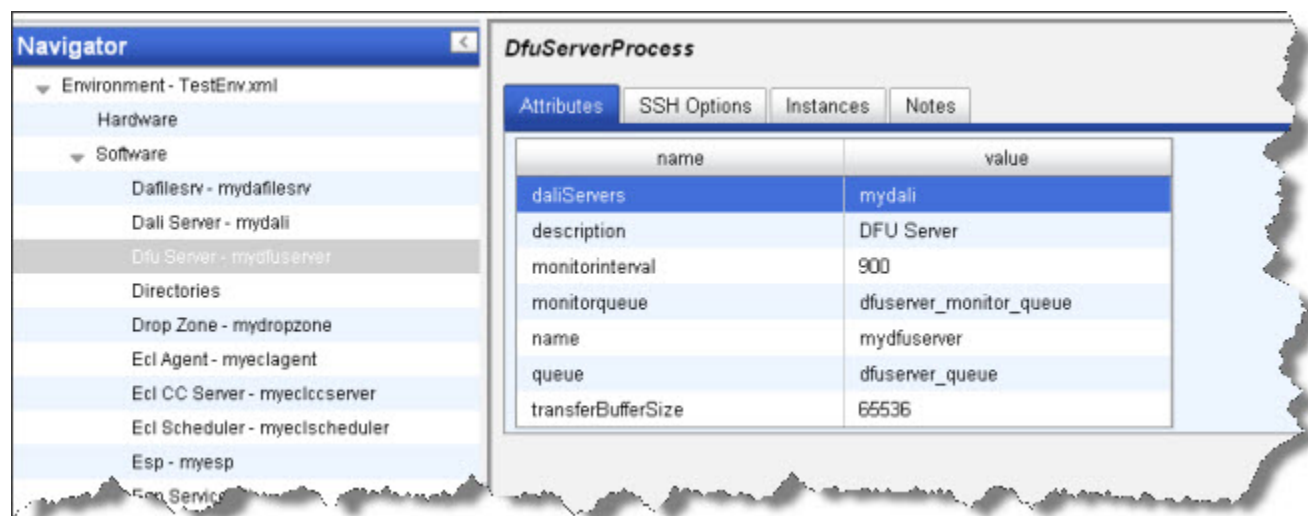 Navigator
Environment - TestEnv.xml
Hardware
Software
Dafilesrv - mydafilesrv
Dali Server - mydali
Dfu Server - mydfuserver
Directories
Drop Zone - mydropzone
Ecl Agent - myeclagent
Ecl CC Server - myeclccserver
Ecl Scheduler - myeclscheduler
Esp - myesp
DfuServerProcess
Attributes SSH Options Instances Notes
name value
daliServers mydali
description DFU Server
monitorinterval 900
monitorqueue dfuserver_monitor_queue
name mydfuserver
queue dfuserver_queue
transferBufferSize 65536